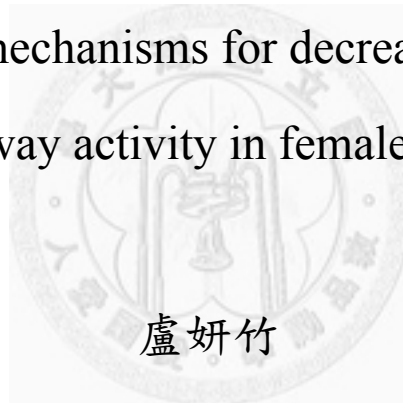 mechanisms for decrea
way activity in female
盧妍竹